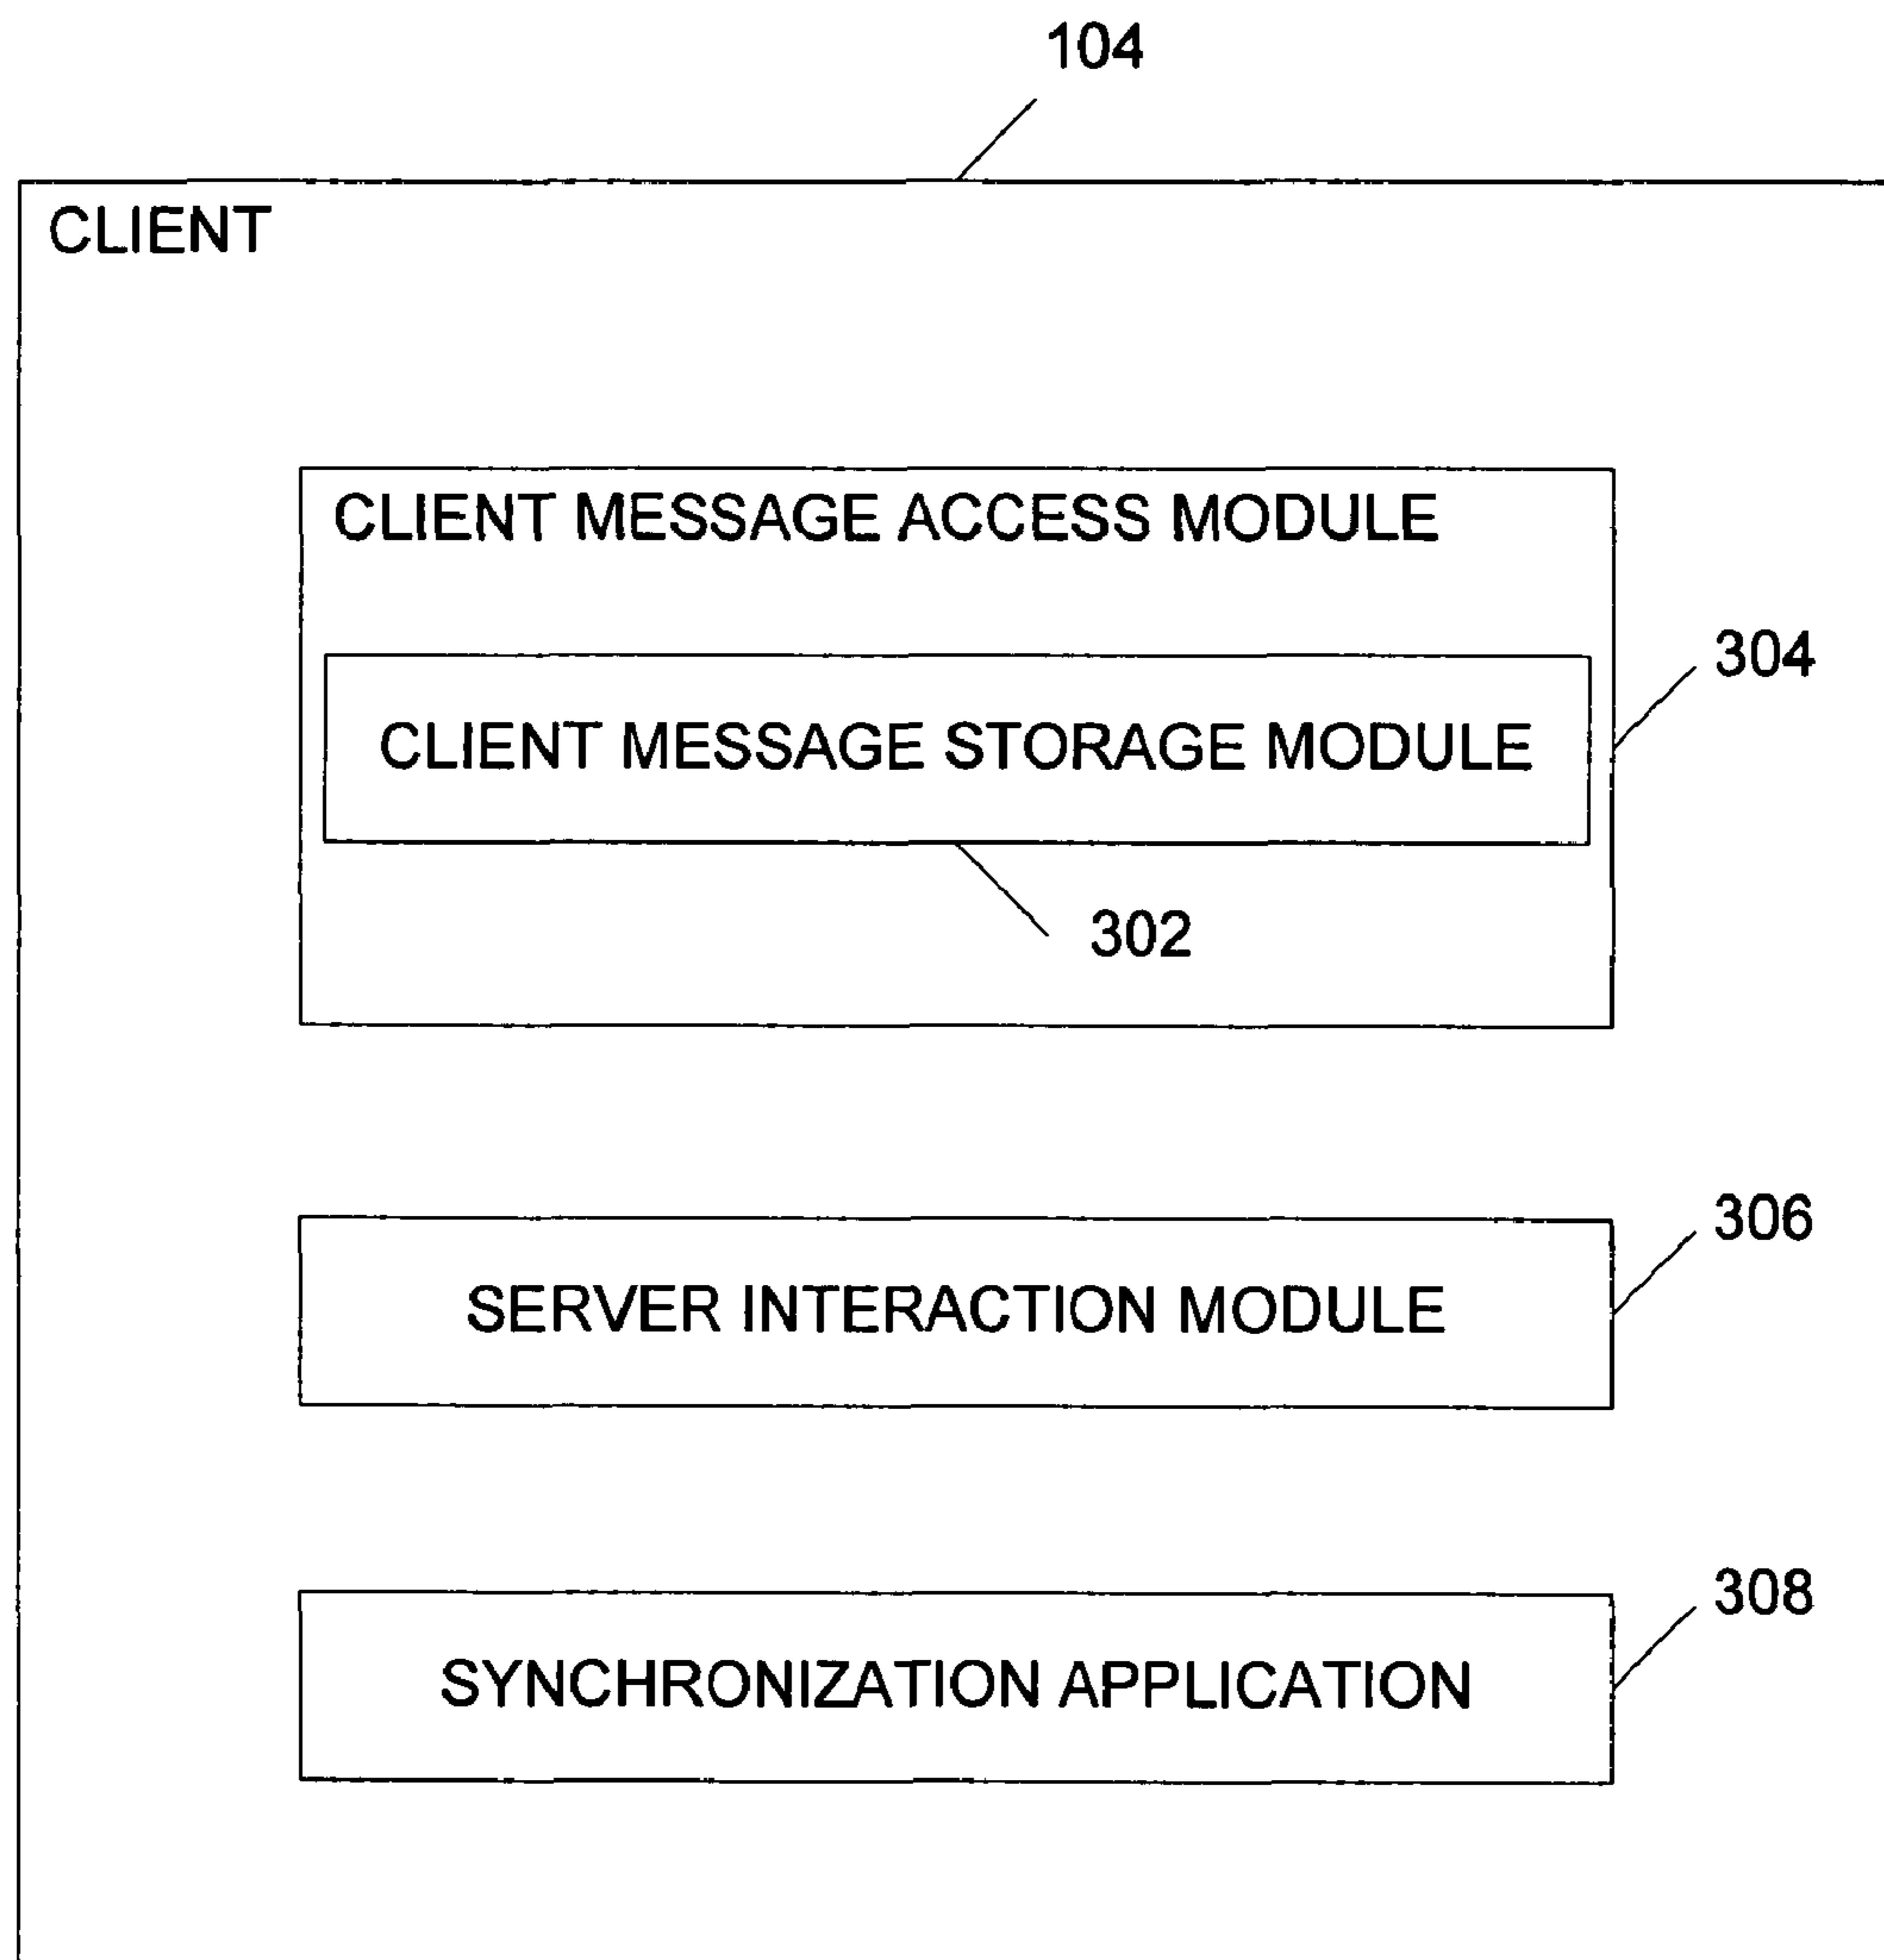 104
CLIENT
CLIENT MESSAGE ACCESS MODULE
304
CLIENT MESSAGE STORAGE MODULE
302
306
SERVER INTERACTION MODULE
308
SYNCHRONIZATION APPLICATION